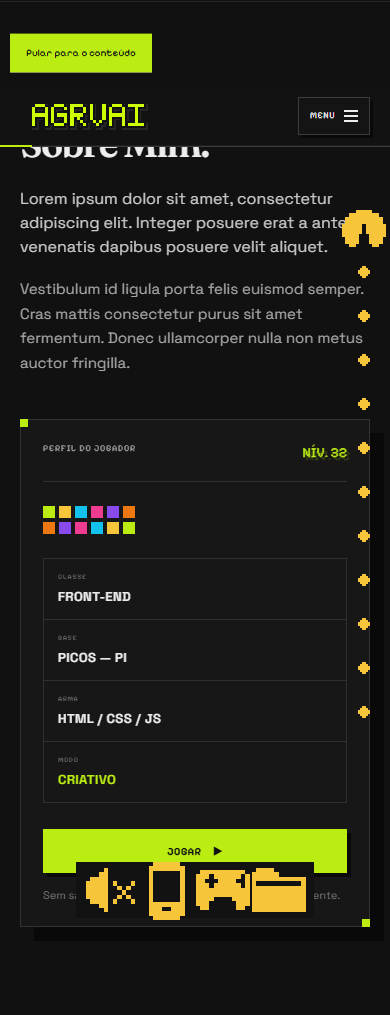 Pular para o conteúdo
AGRVAI
MENU
Sobre Mim.
Lorem ipsum dolor sit amet, consectetur
adipiscing elit. Integer posuere erat a ante
venenatis dapibus posuere velit aliquet.
Vestibulum id ligula porta felis euismod semper.
Cras mattis consectetur purus sit amet
fermentum. Donec ullamcorper nulla non metus
auctor fringilla.
PERFIL DO JOGADOR
NÍV. 32
CLASSE
FRONT-END
BASE
PICOS — PI
ARMA
HTML / CSS / JS
MODO
CRIATIVO
JOGAR
Sem